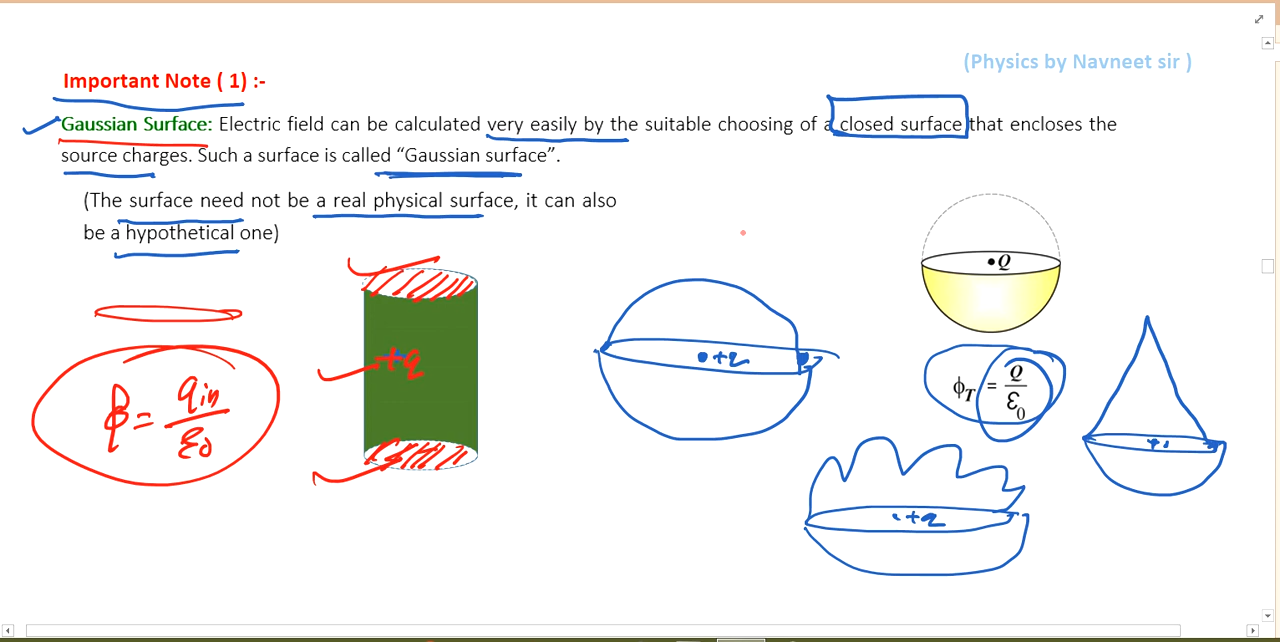 (Physics by Navneet sir )
Important Note ( 1) :-
Gaussian Surface: Electric field can be calculated very easily by the suitable choosing of a closed surface that encloses the
source charges. Such a surface is called “Gaussian surface”.
(The surface need not be a real physical surface, it can also
be a hypothetical one)
•Q
+q
•+q
ϕ = qin/ε0
ϕT = Q/ε0
•+q